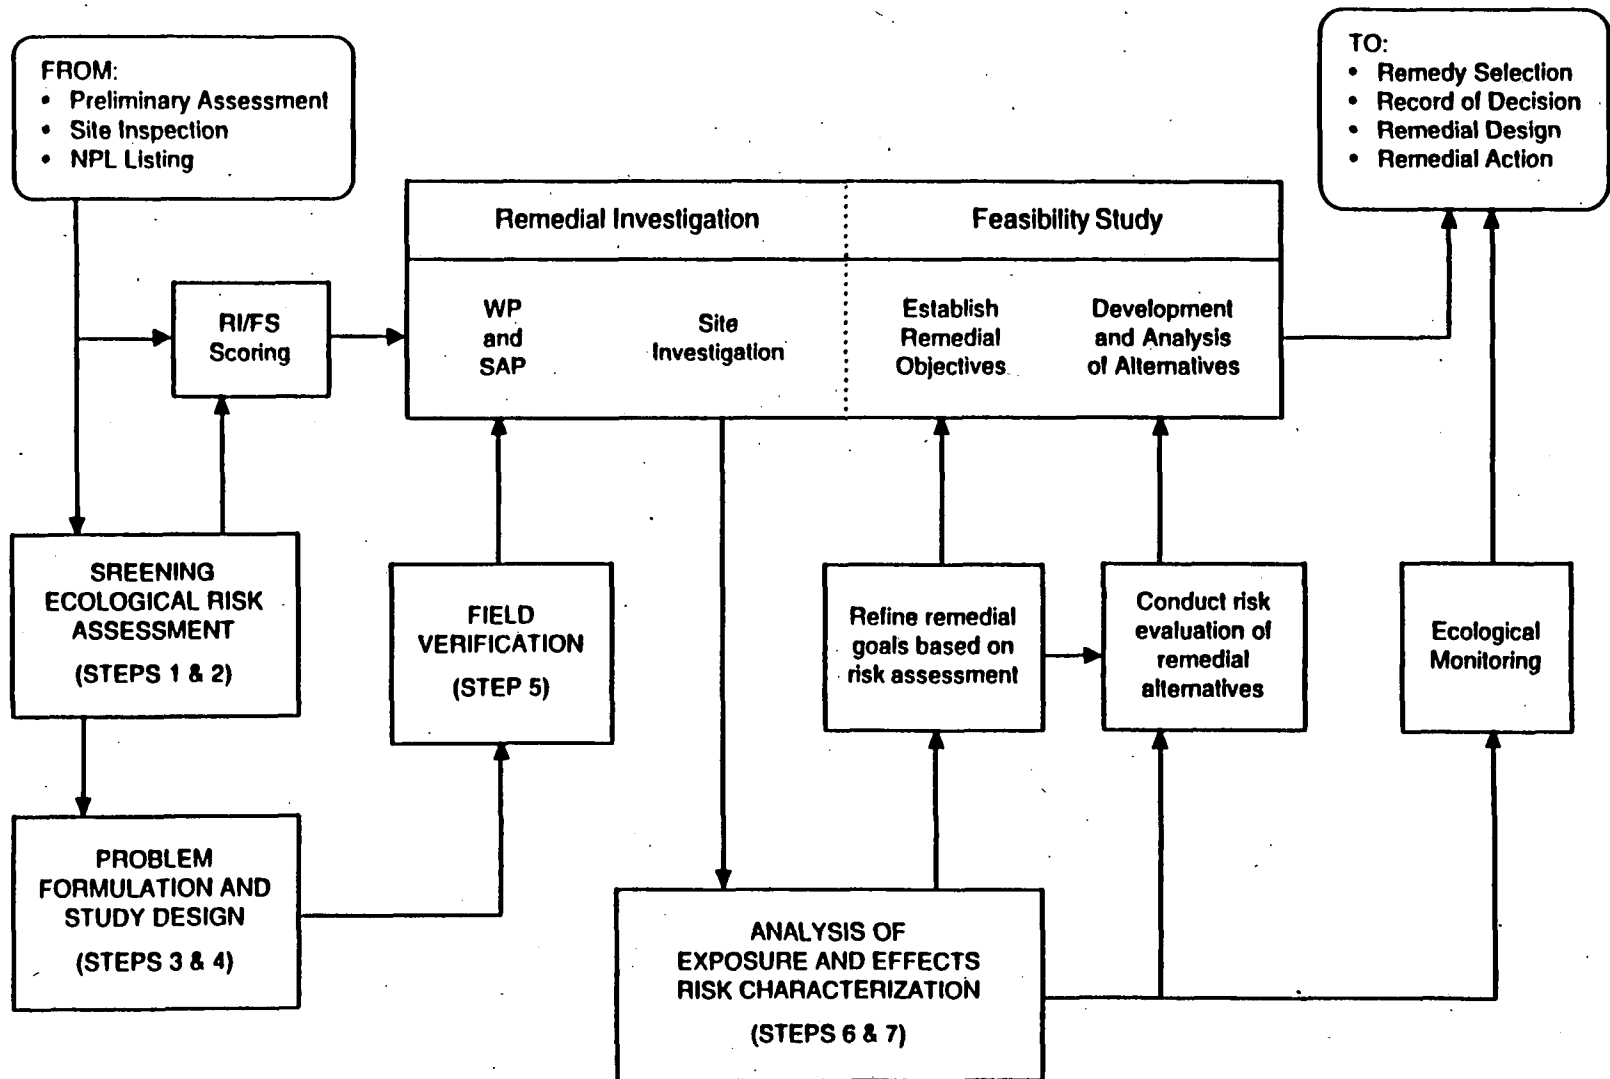 FROM:
• Preliminary Assessment
• Site Inspection
• NPL Listing
TO:
• Remedy Selection
• Record of Decision
• Remedial Design
• Remedial Action
Remedial Investigation
Feasibility Study
RI/FS
Scoring
WP
and
SAP
Site
Investigation
Establish
Remedial
Objectives
Development
and Analysis
of Alternatives
SREENING
ECOLOGICAL RISK
ASSESSMENT
(STEPS 1 & 2)
FIELD
VERIFICATION
(STEP 5)
Refine remedial
goals based on
risk assessment
Conduct risk
evaluation of
remedial
alternatives
Ecological
Monitoring
PROBLEM
FORMULATION AND
STUDY DESIGN
(STEPS 3 & 4)
ANALYSIS OF
EXPOSURE AND EFFECTS
RISK CHARACTERIZATION
(STEPS 6 & 7)